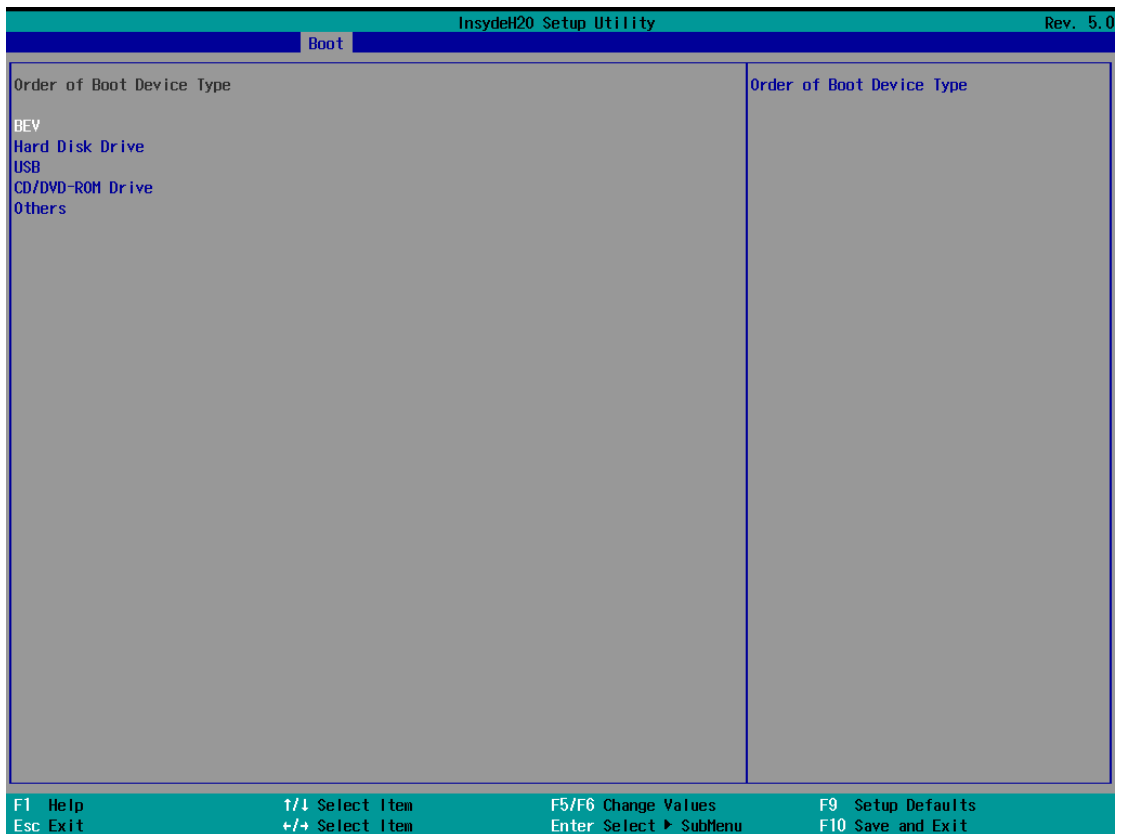 InsydeH20 Setup Utility Rev. 5.0
Boot
Order of Boot Device Type
BEV
Hard Disk Drive
USB
CD/DVD-ROM Drive
Others
Order of Boot Device Type
F1 Help ↑/↓ Select Item F5/F6 Change Values F9 Setup Defaults
Esc Exit ←/→ Select Item Enter Select ▶ SubMenu F10 Save and Exit